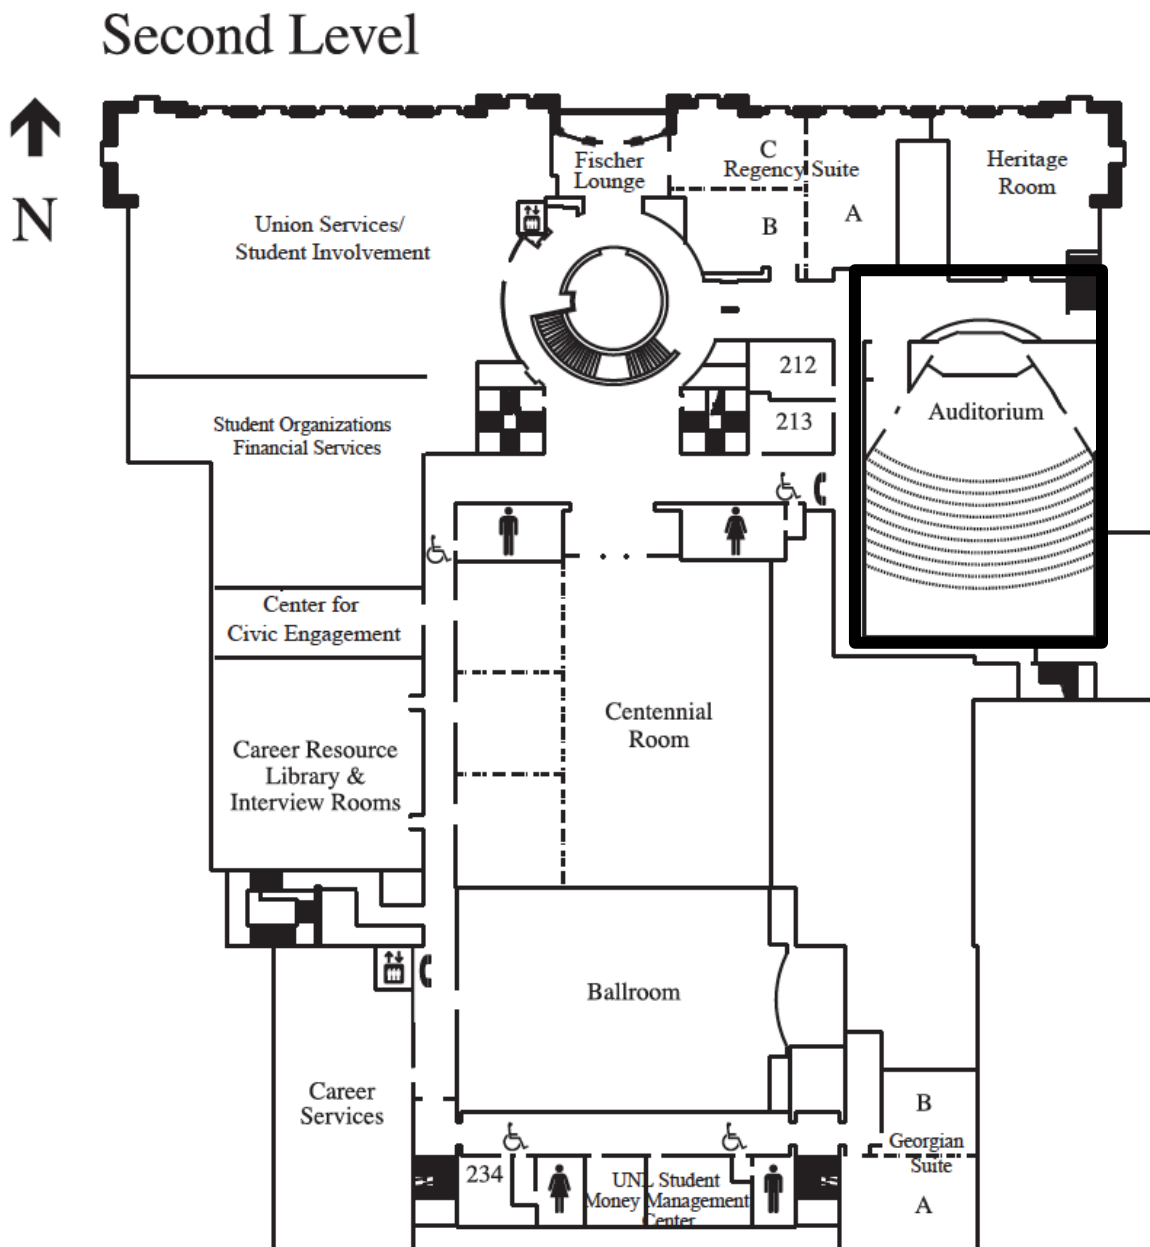 Second Level
N
Fischer
Lounge
C
Regency Suite
B
A
Heritage
Room
Union Services/
Student Involvement
212
213
Auditorium
Student Organizations
Financial Services
Center for
Civic Engagement
Centennial
Room
Career Resource
Library &
Interview Rooms
Ballroom
Career
Services
B
Georgian
Suite
A
234
UNL Student
Money Management
Center